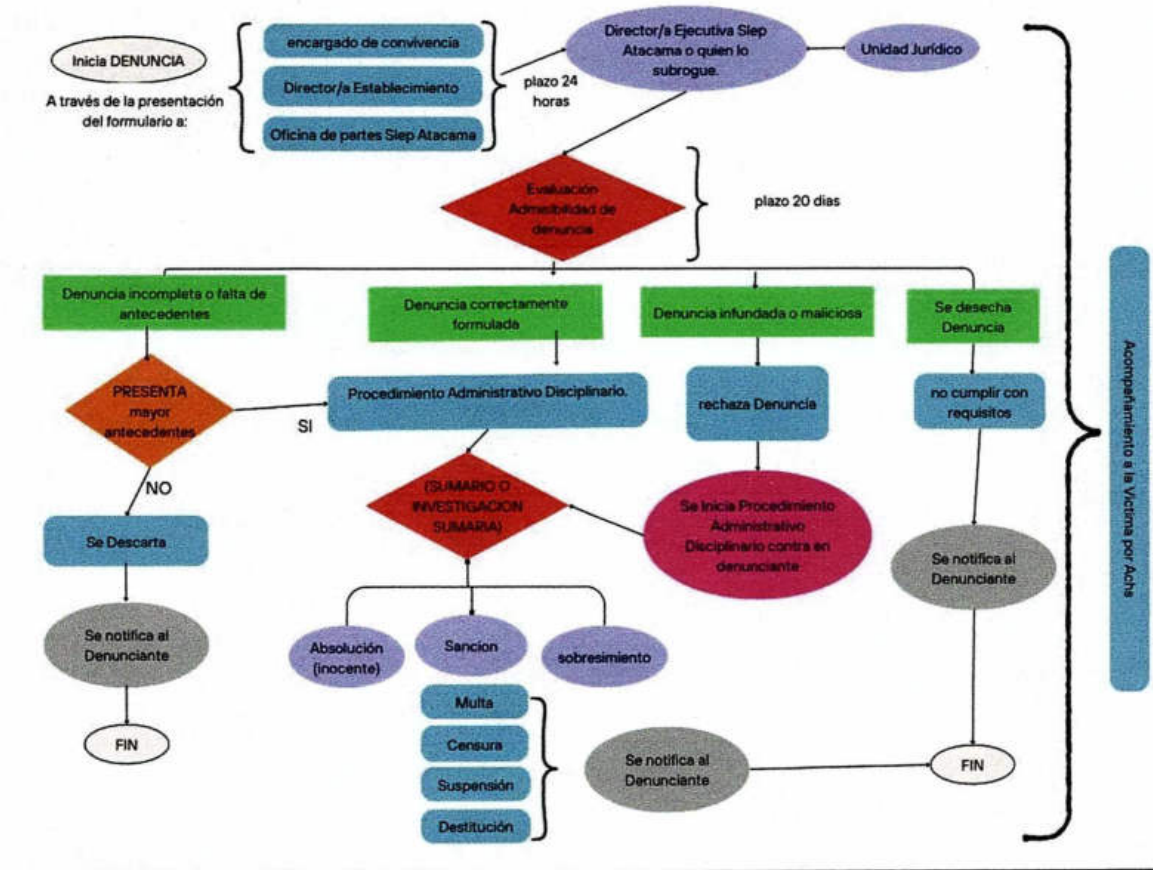 Inicia DENUNCIA
A través de la presentación
del formulario a:
encargado de convivencia
Director/a Establecimiento
Oficina de partes Slep Atacama
plazo 24
horas
Director/a Ejecutiva Slep
Atacama o quien lo
subrogue.
Unidad Jurídico
Evaluación
Admisibilidad de
denuncia
plazo 20 dias
Denuncia incompleta o falta de
antecedentes
Denuncia correctamente
formulada
Denuncia infundada o maliciosa
Se desecha
Denuncia
PRESENTA
mayor
antecedentes
SI
NO
Procedimiento Administrativo Disciplinario.
rechaza Denuncia
no cumplir con
requisitos
(SUMARIO O
INVESTIGACION
SUMARIA)
Se Inicia Procedimiento
Administrativo
Disciplinario contra en
denunciante
Se Descarta
Se notifica al
Denunciante
Se notifica al
Denunciante
Absolución
(inocente)
Sancion
sobresimiento
FIN
Multa
Censura
Suspensión
Destitución
Se notifica al
Denunciante
FIN
Acompañamiento a la Victima por Achs